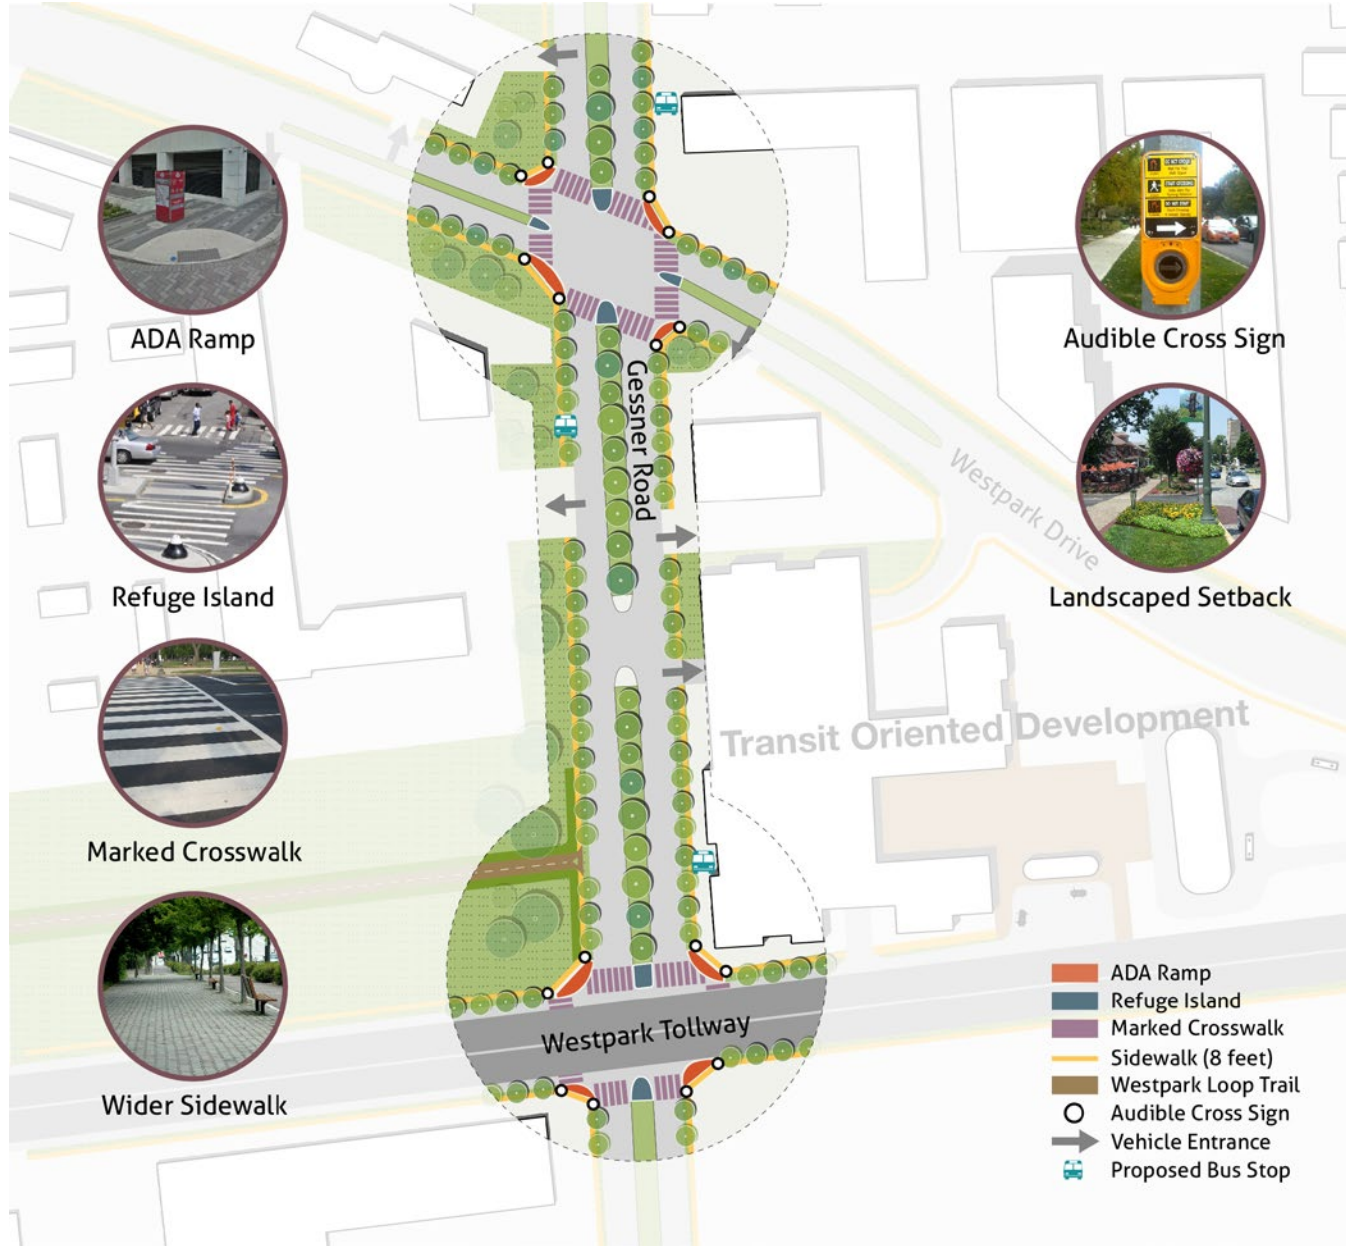 ADA Ramp
Refuge Island
Marked Crosswalk
Wider Sidewalk
Gessner Road
Westpark Drive
Transit Oriented Development
Westpark Tollway
Audible Cross Sign
Landscaped Setback
ADA Ramp
Refuge Island
Marked Crosswalk
Sidewalk (8 feet)
Westpark Loop Trail
Audible Cross Sign
Vehicle Entrance
Proposed Bus Stop